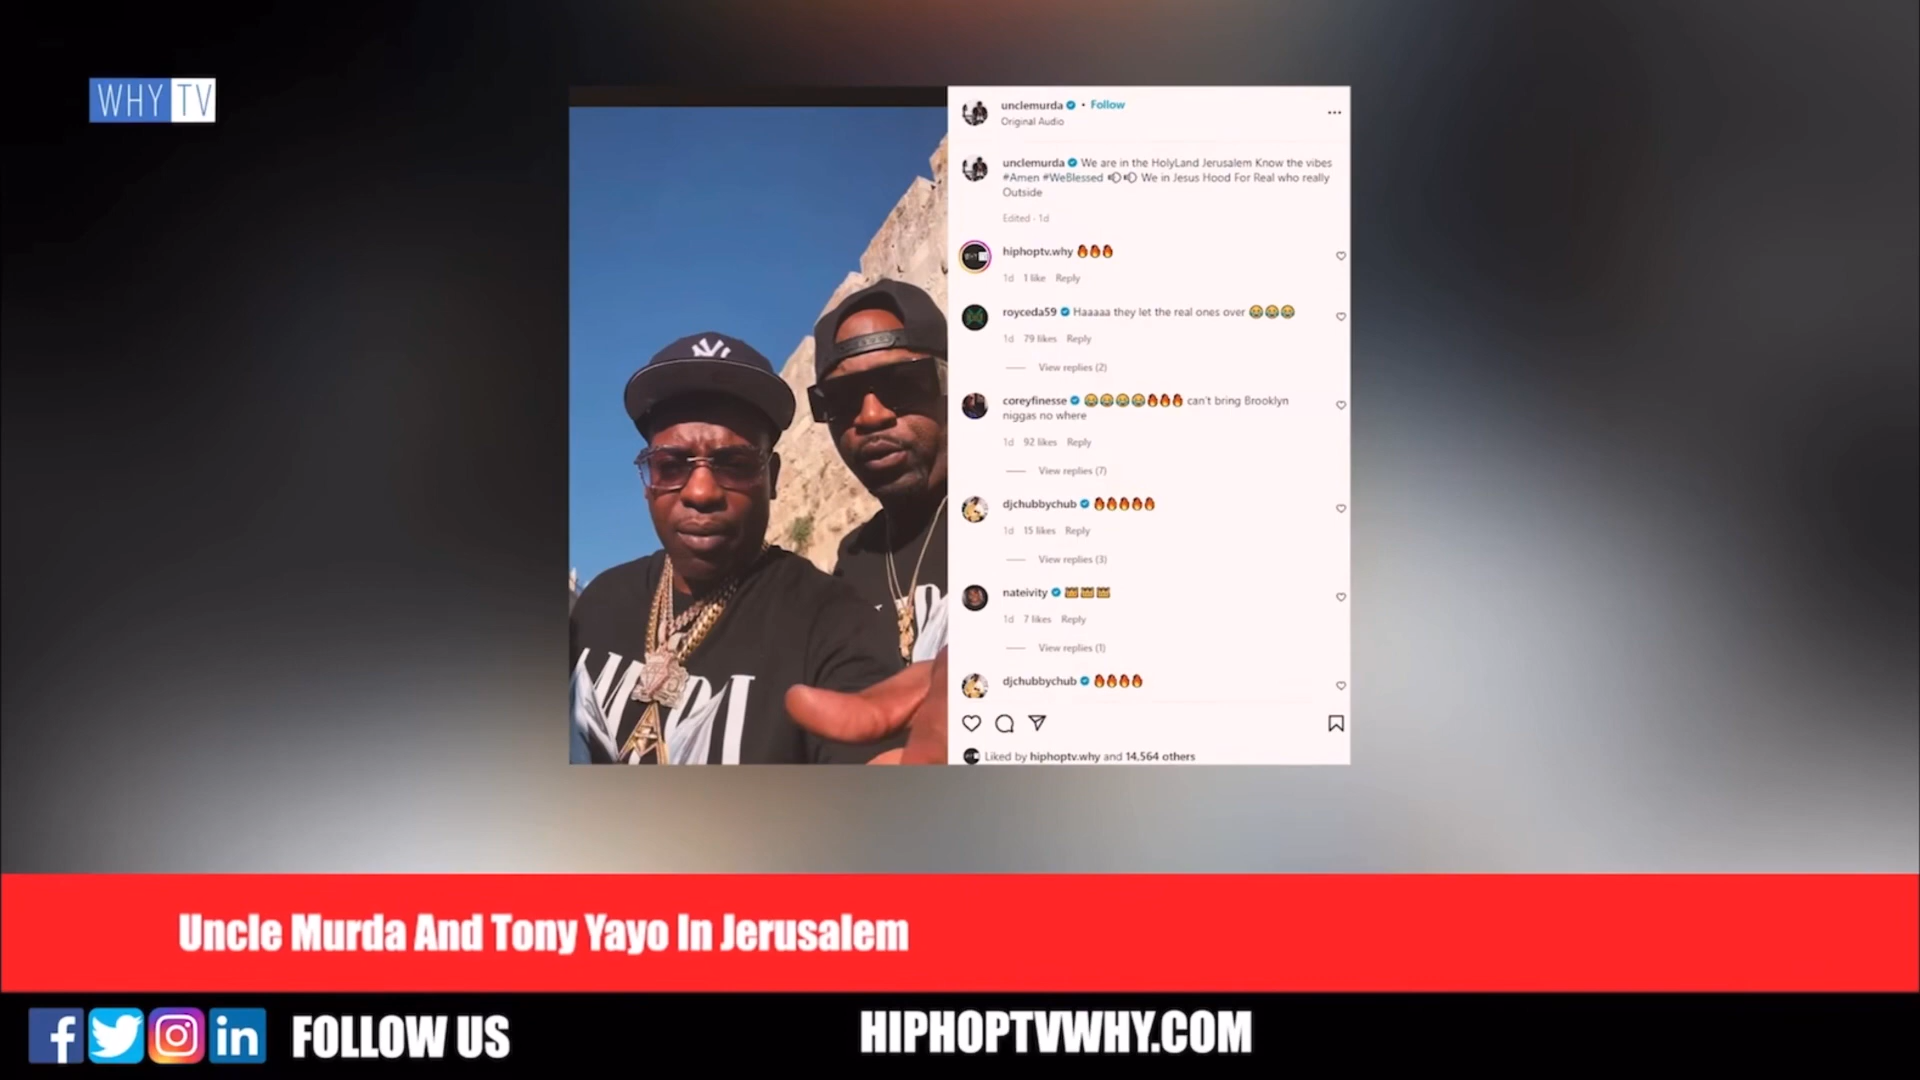 WHY TV
unclemurda • Follow
Original Audio
unclemurda We are in the HolyLand Jerusalem Know the vibes
#Amen #WeBlessed We in Jesus Hood For Real who really
Outside
Edited · 1d
hiphoptv.why 🔥🔥🔥
1d 1 like Reply
royceda59 Haaaaa they let the real ones over 😂😂😂
1d 79 likes Reply
View replies (2)
coreyfinesse 😂😂😂😂🔥🔥🔥 can't bring Brooklyn
niggas no where
1d 92 likes Reply
View replies (7)
djchubbychub 🔥🔥🔥🔥🔥
1d 15 likes Reply
View replies (3)
nateivity 👑👑👑
1d 7 likes Reply
View replies (1)
djchubbychub 🔥🔥🔥🔥
Liked by hiphoptv.why and 14,564 others
Uncle Murda And Tony Yayo In Jerusalem
FOLLOW US
HIPHOPTVWHY.COM